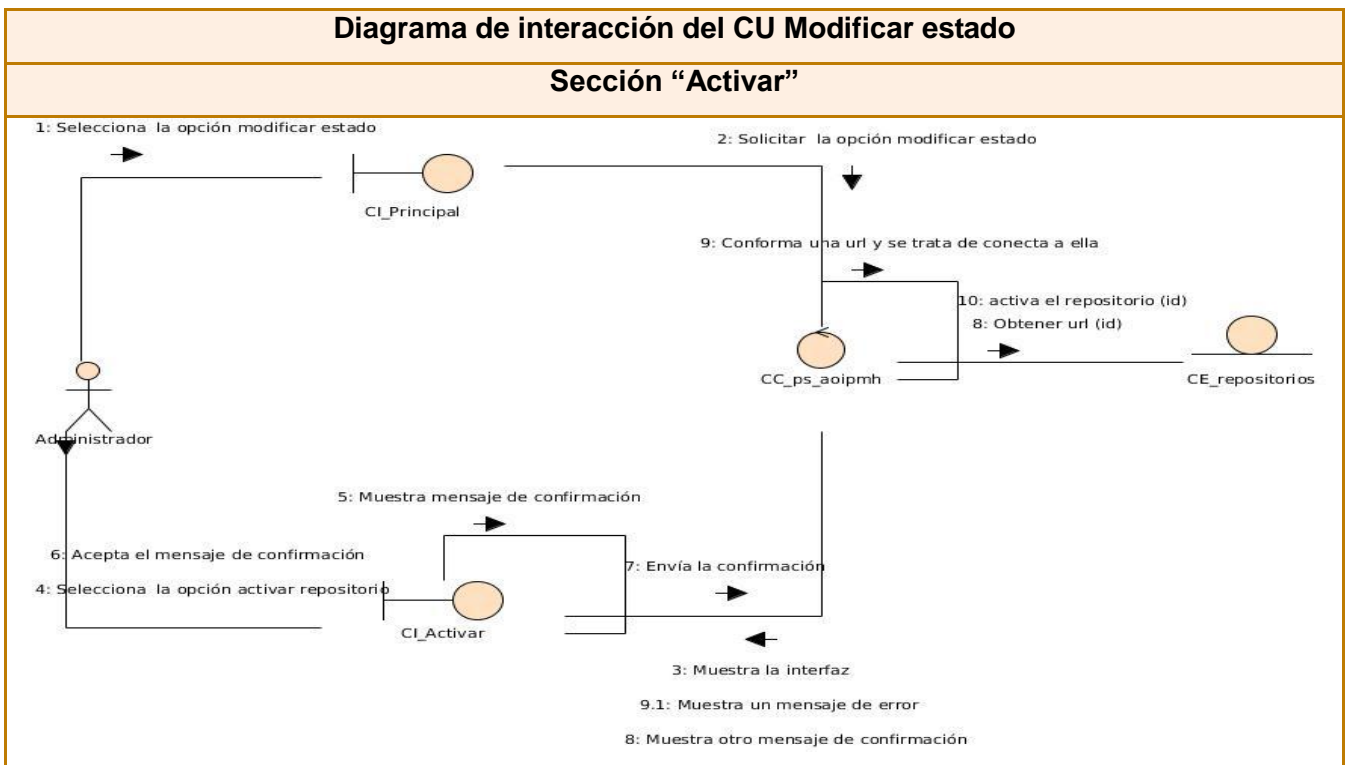 Diagrama de interacción del CU Modificar estado
Sección “Activar”
1: Selecciona la opción modificar estado
2: Solicitar la opción modificar estado
CI_Principal
9: Conforma una url y se trata de conecta a ella
10: activa el repositorio (id)
8: Obtener url (id)
CC_ps_aoipmh
CE_repositorios
Administrador
5: Muestra mensaje de confirmación
6: Acepta el mensaje de confirmación
7: Envía la confirmación
4: Selecciona la opción activar repositorio
CI_Activar
3: Muestra la interfaz
9.1: Muestra un mensaje de error
8: Muestra otro mensaje de confirmación